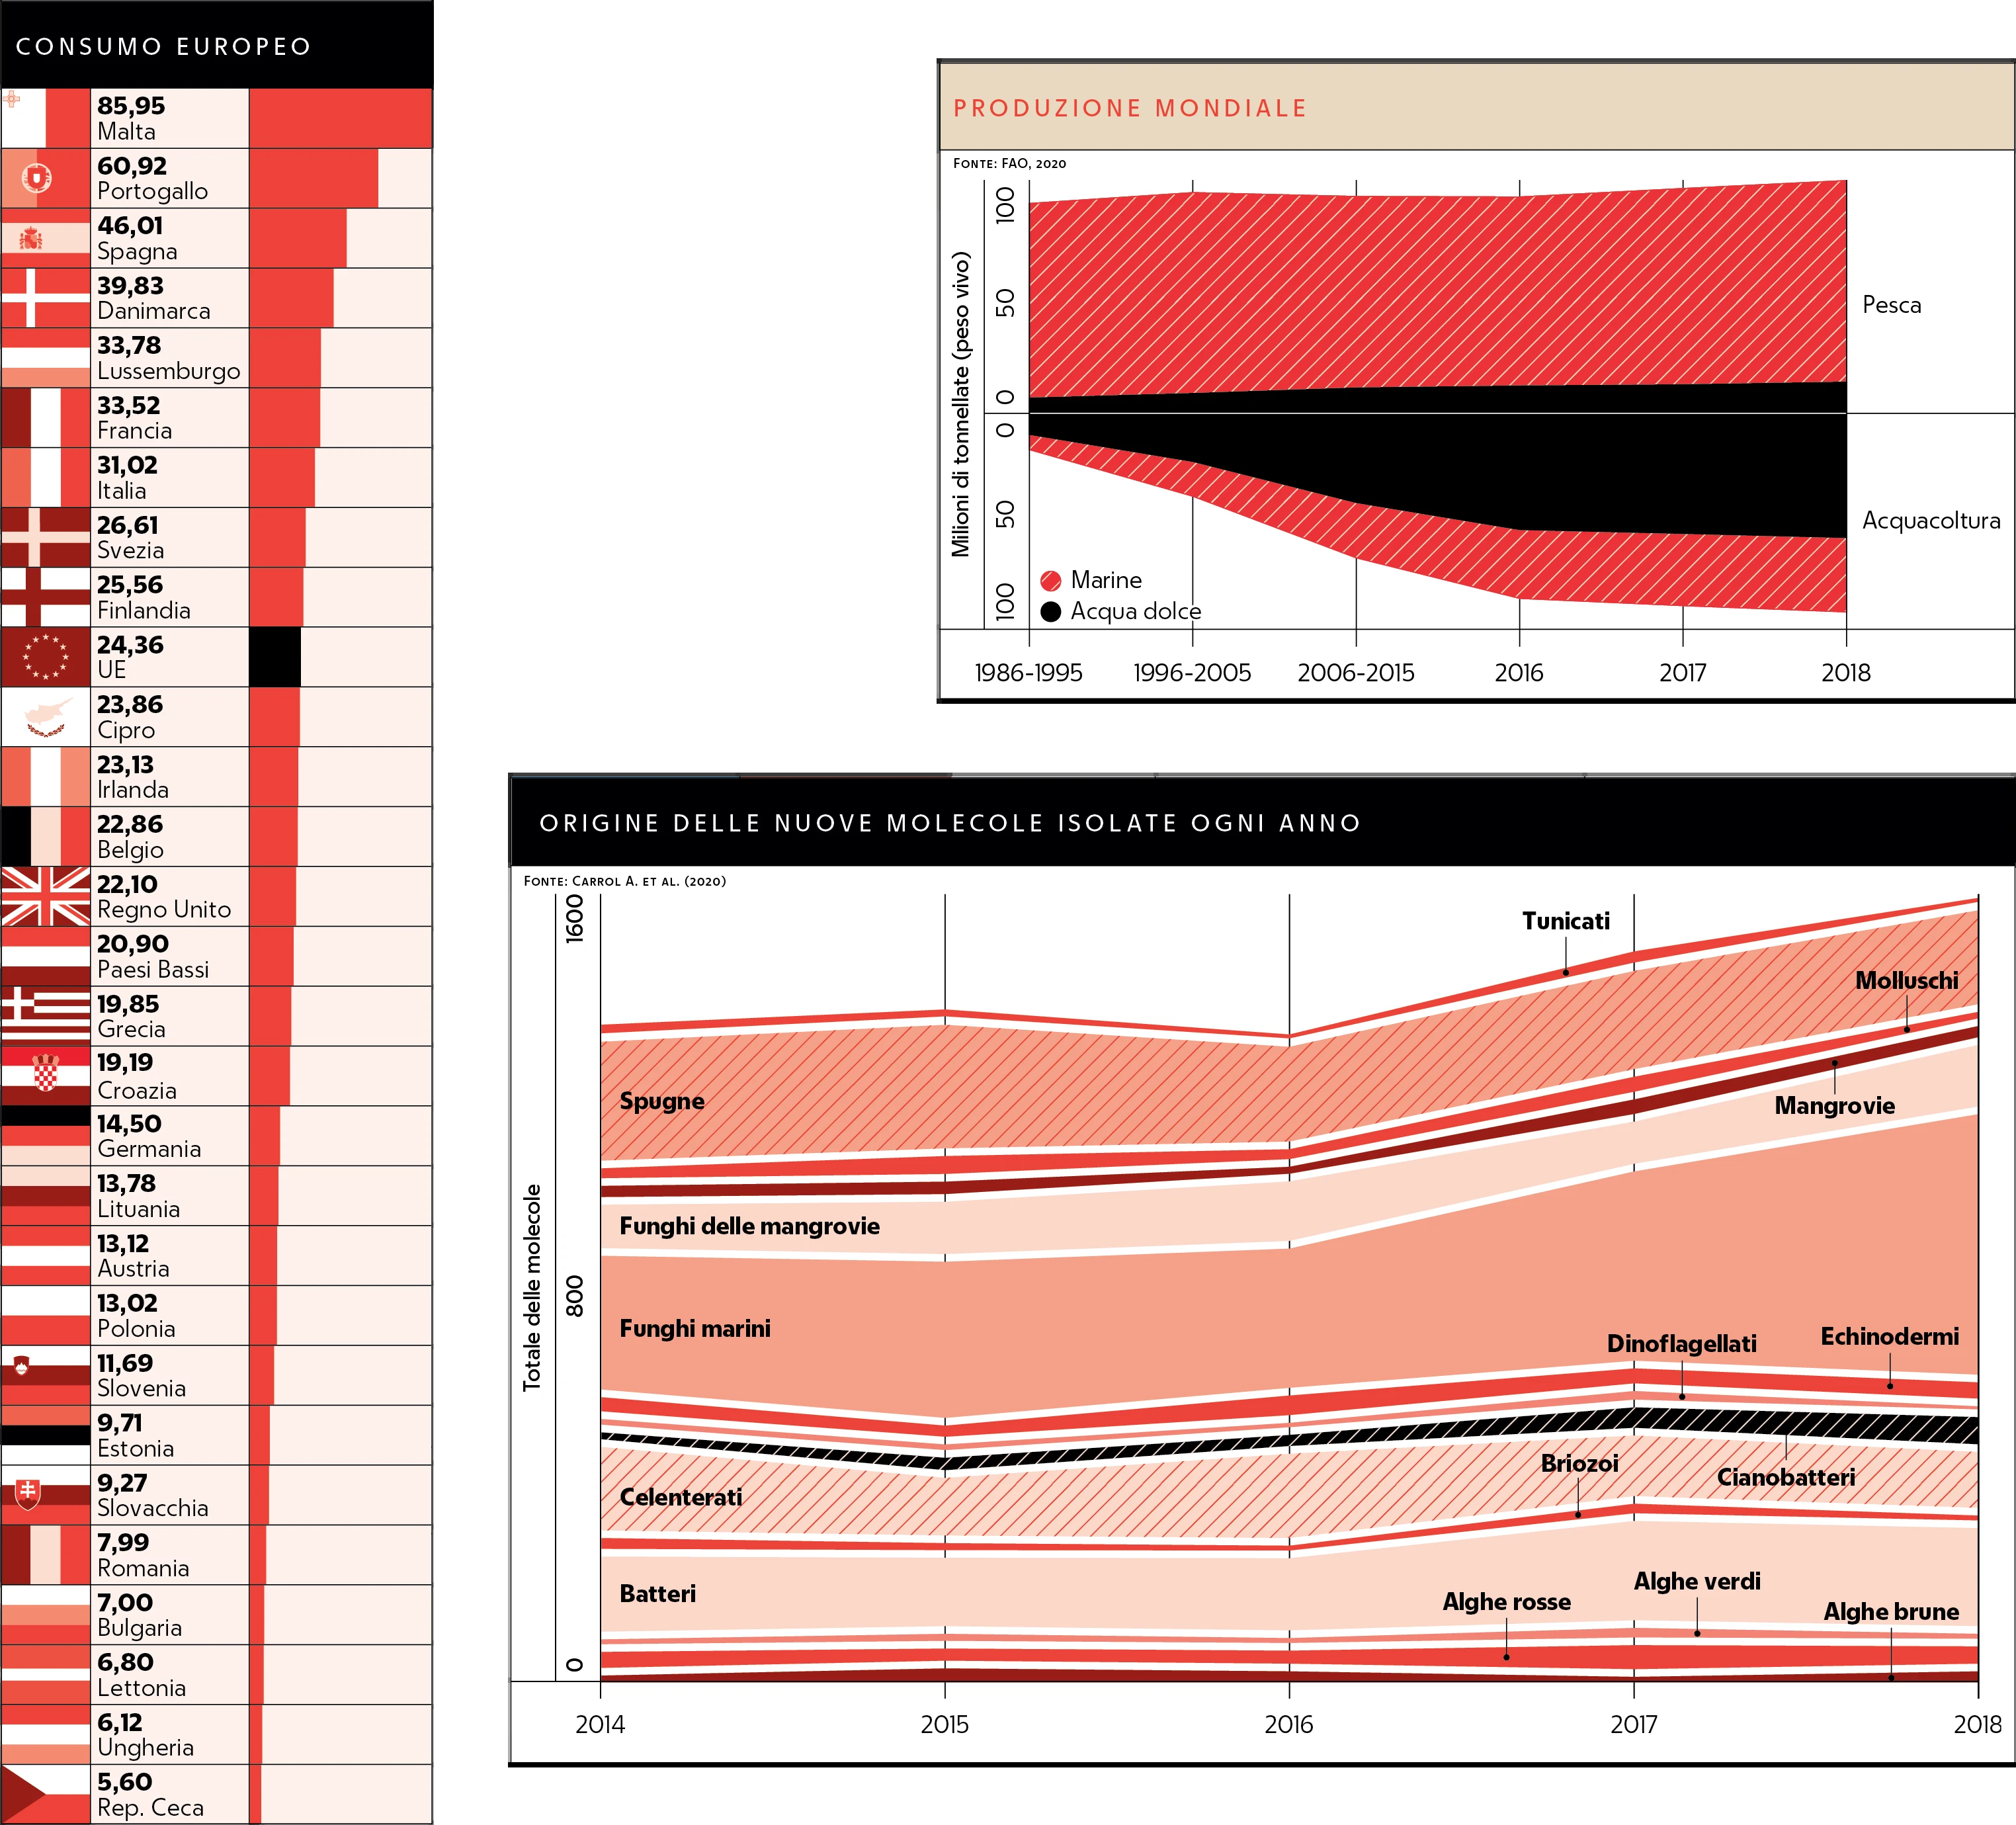 CONSUMO EUROPEO
85,95
Malta
60,92
Portogallo
46,01
Spagna
39,83
Danimarca
33,78
Lussemburgo
33,52
Francia
31,02
Italia
26,61
Svezia
25,56
Finlandia
24,36
UE
23,86
Cipro
23,13
Irlanda
22,86
Belgio
22,10
Regno Unito
20,90
Paesi Bassi
19,85
Grecia
19,19
Croazia
14,50
Germania
13,78
Lituania
13,12
Austria
13,02
Polonia
11,69
Slovenia
9,71
Estonia
9,27
Slovacchia
7,99
Romania
7,00
Bulgaria
6,80
Lettonia
6,12
Ungheria
5,60
Rep. Ceca
PRODUZIONE MONDIALE
FONTE: FAO, 2020
Milioni di tonnellate (peso vivo)
100
50
0
0
50
100
Pesca
Acquacoltura
Marine
Acqua dolce
1986-1995 1996-2005 2006-2015 2016 2017 2018
ORIGINE DELLE NUOVE MOLECOLE ISOLATE OGNI ANNO
FONTE: CARROL A. ET AL. (2020)
Totale delle molecole
1600
800
0
Tunicati
Molluschi
Spugne
Mangrovie
Funghi delle mangrovie
Funghi marini
Echinodermi
Dinoflagellati
Briozoi
Cianobatteri
Celenterati
Batteri
Alghe verdi
Alghe rosse
Alghe brune
2014 2015 2016 2017 2018